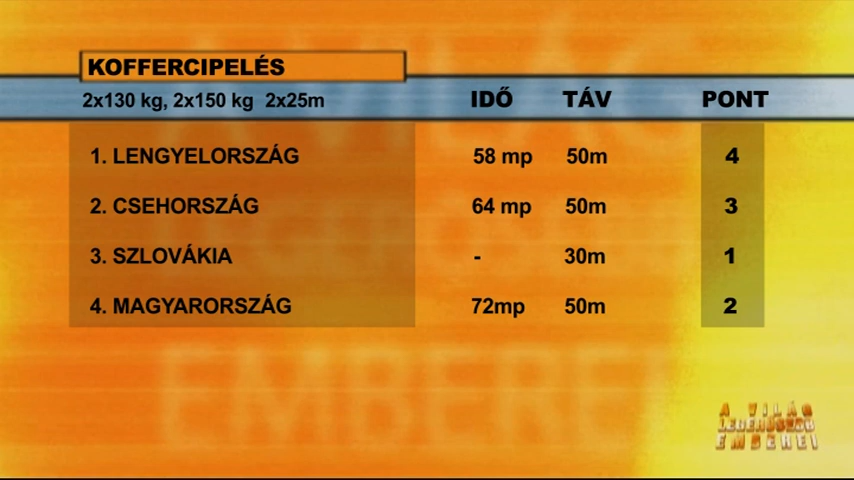 KOFFERCIPELÉS
2x130 kg, 2x150 kg 2x25m IDŐ TÁV PONT
1. LENGYELORSZÁG 58 mp 50m 4
2. CSEHORSZÁG 64 mp 50m 3
3. SZLOVÁKIA - 30m 1
4. MAGYARORSZÁG 72mp 50m 2
A VILÁG
EMBEREI